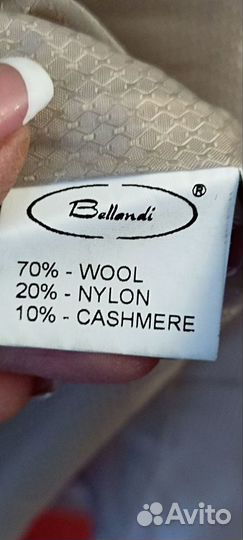 Bellandi ®
70% - WOOL
20% - NYLON
10% - CASHMERE
Avito